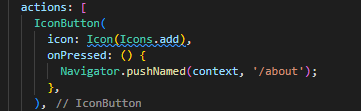 actions: [
IconButton(
icon: Icon(Icons.add),
onPressed: () {
Navigator.pushNamed(context, '/about');
},
), // IconButton